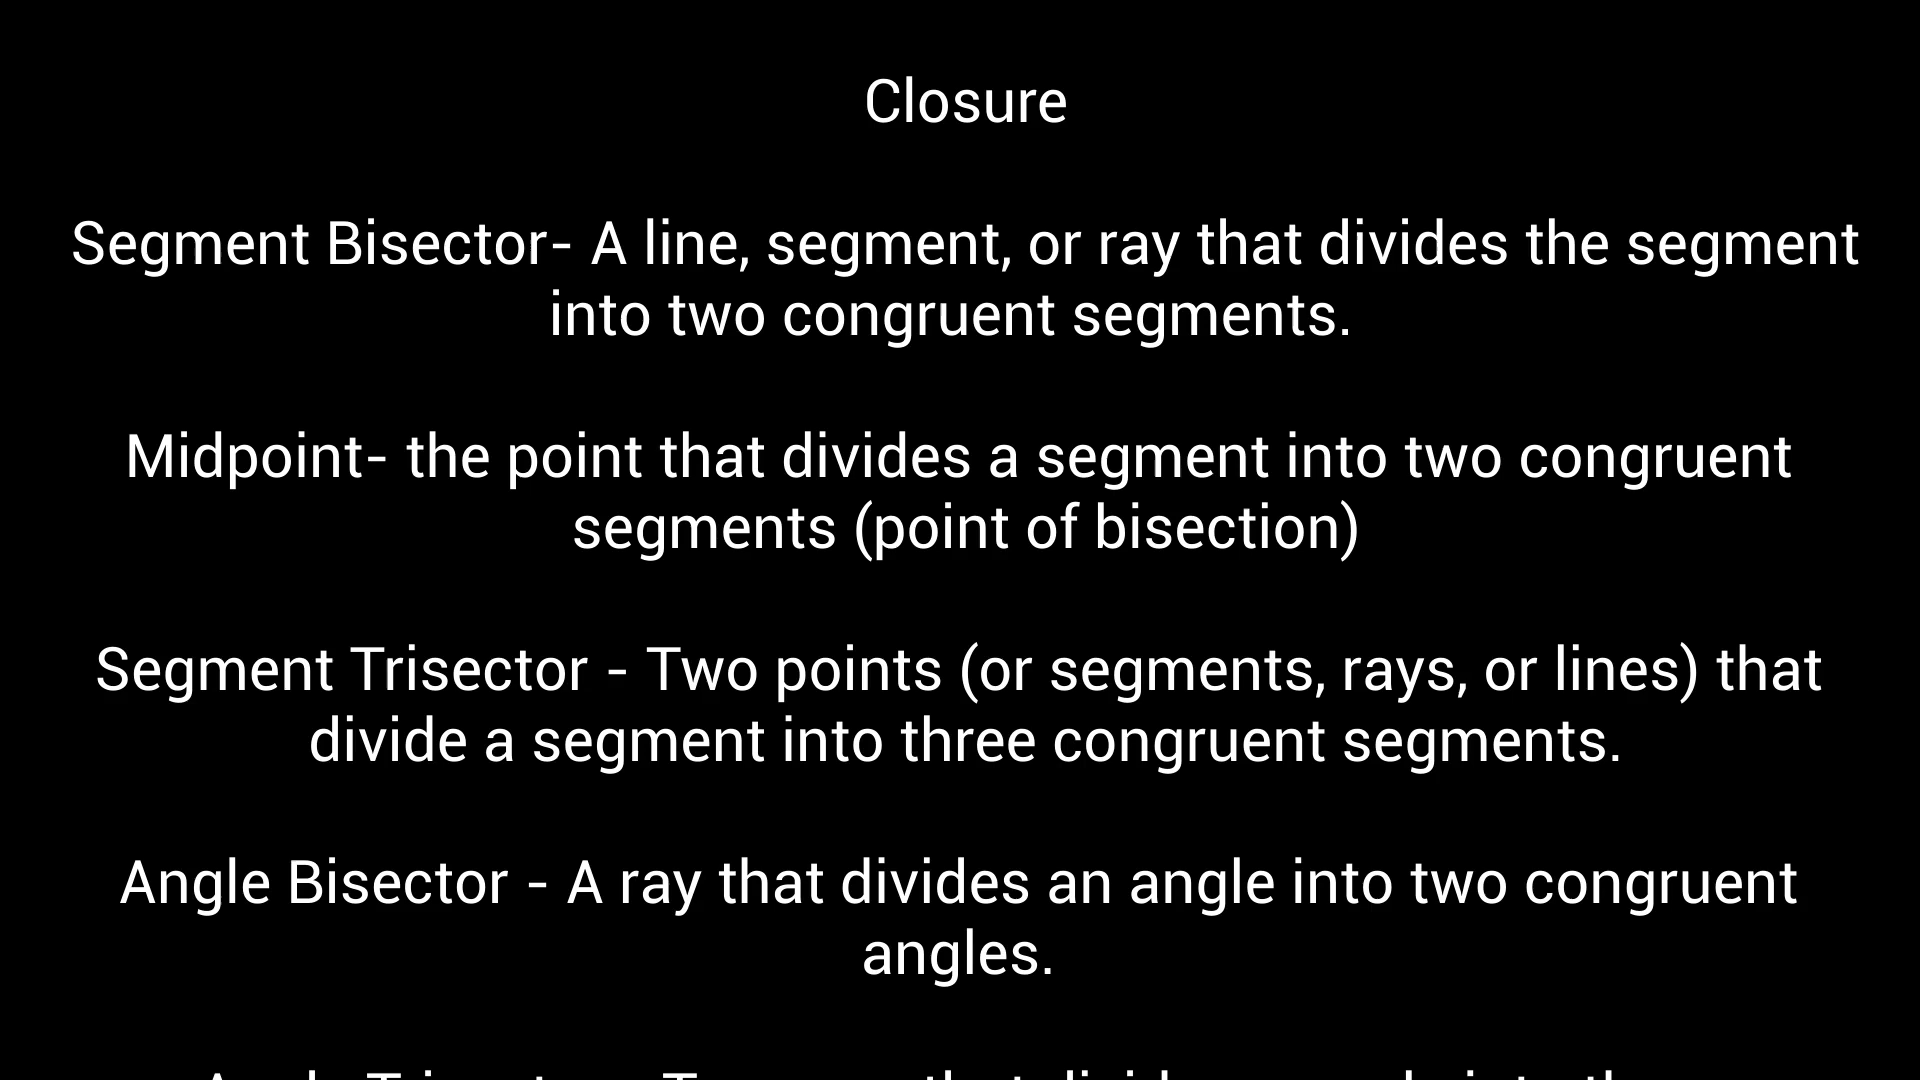 Closure
Segment Bisector- A line, segment, or ray that divides the segment
into two congruent segments.
Midpoint- the point that divides a segment into two congruent
segments (point of bisection)
Segment Trisector - Two points (or segments, rays, or lines) that
divide a segment into three congruent segments.
Angle Bisector - A ray that divides an angle into two congruent
angles.